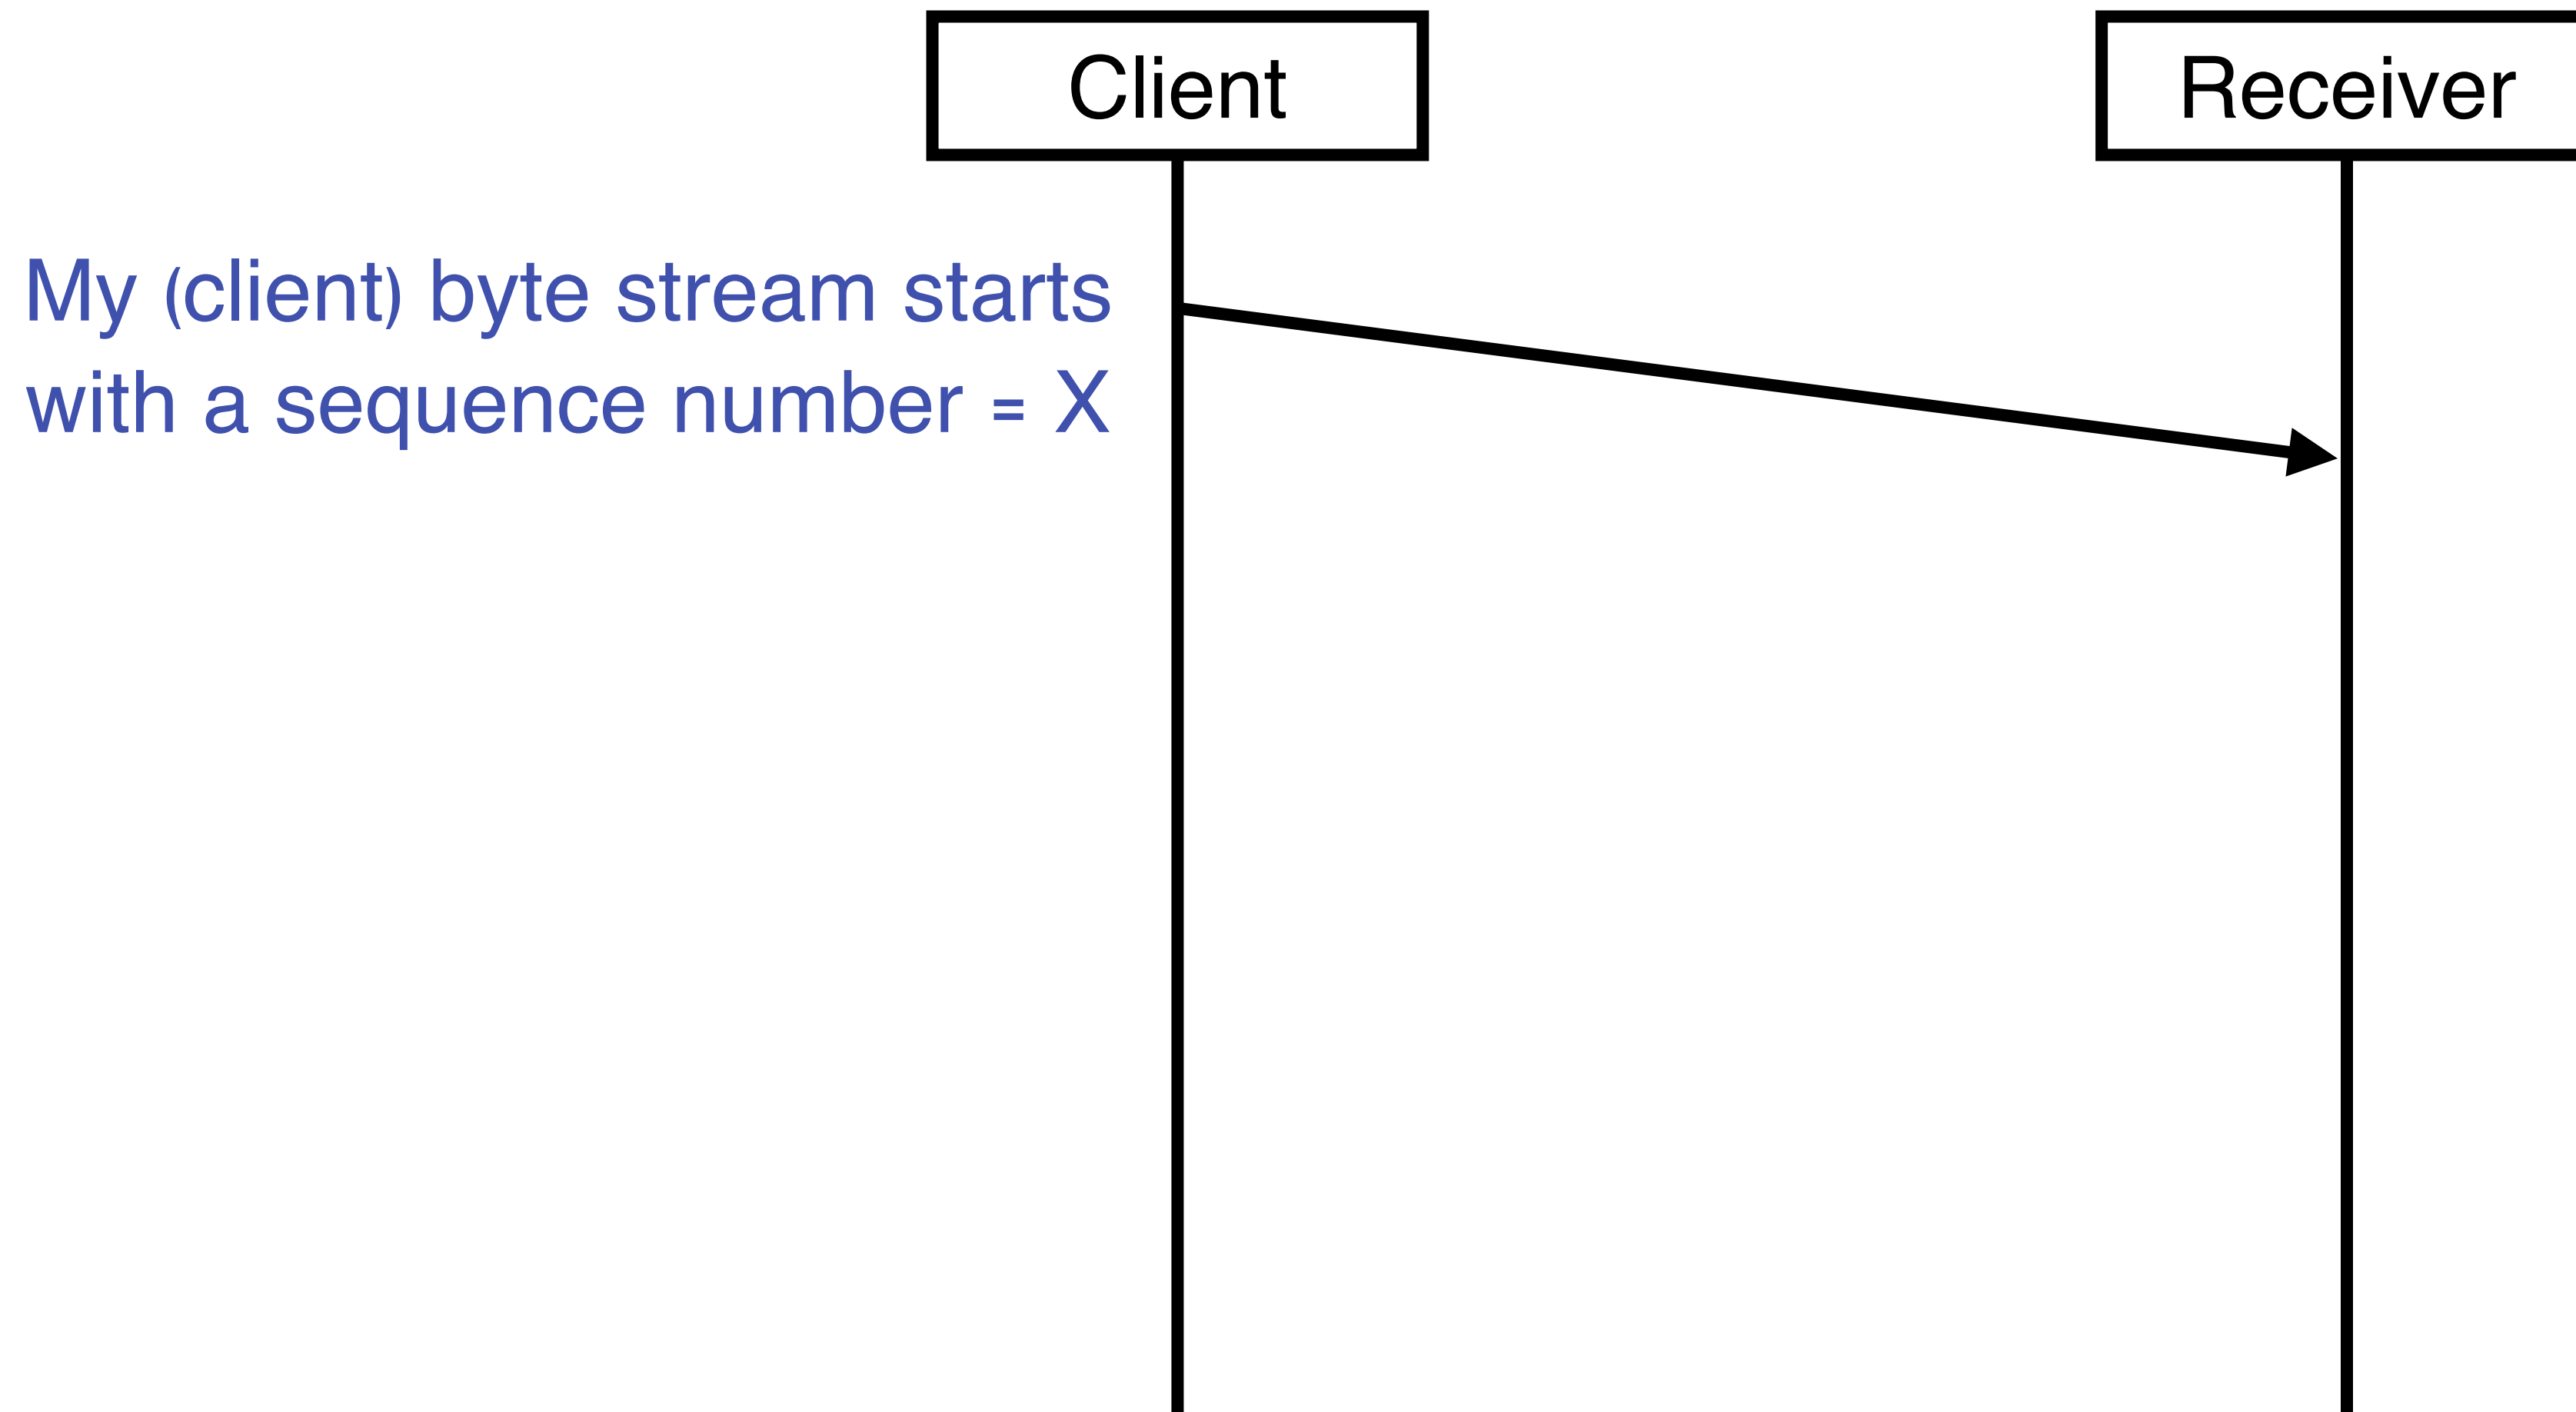 Client
Receiver
My (client) byte stream starts
with a sequence number = X